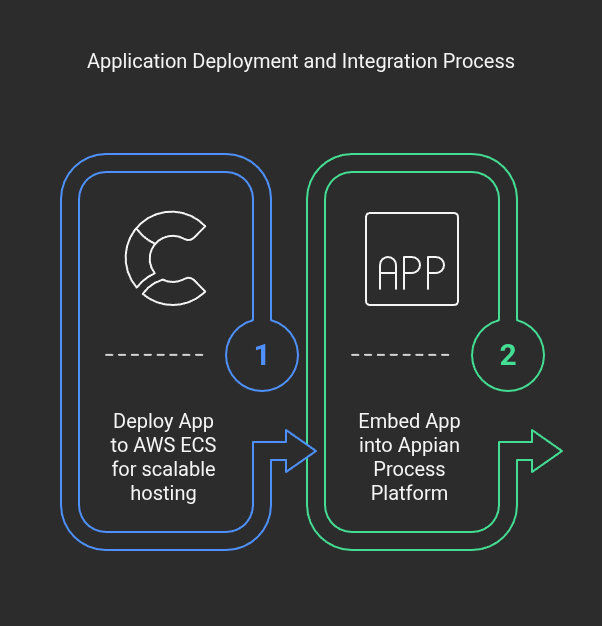 Application Deployment and Integration Process
APP
1
2
Deploy App
to AWS ECS
for scalable
hosting
Embed App
into Appian
Process
Platform